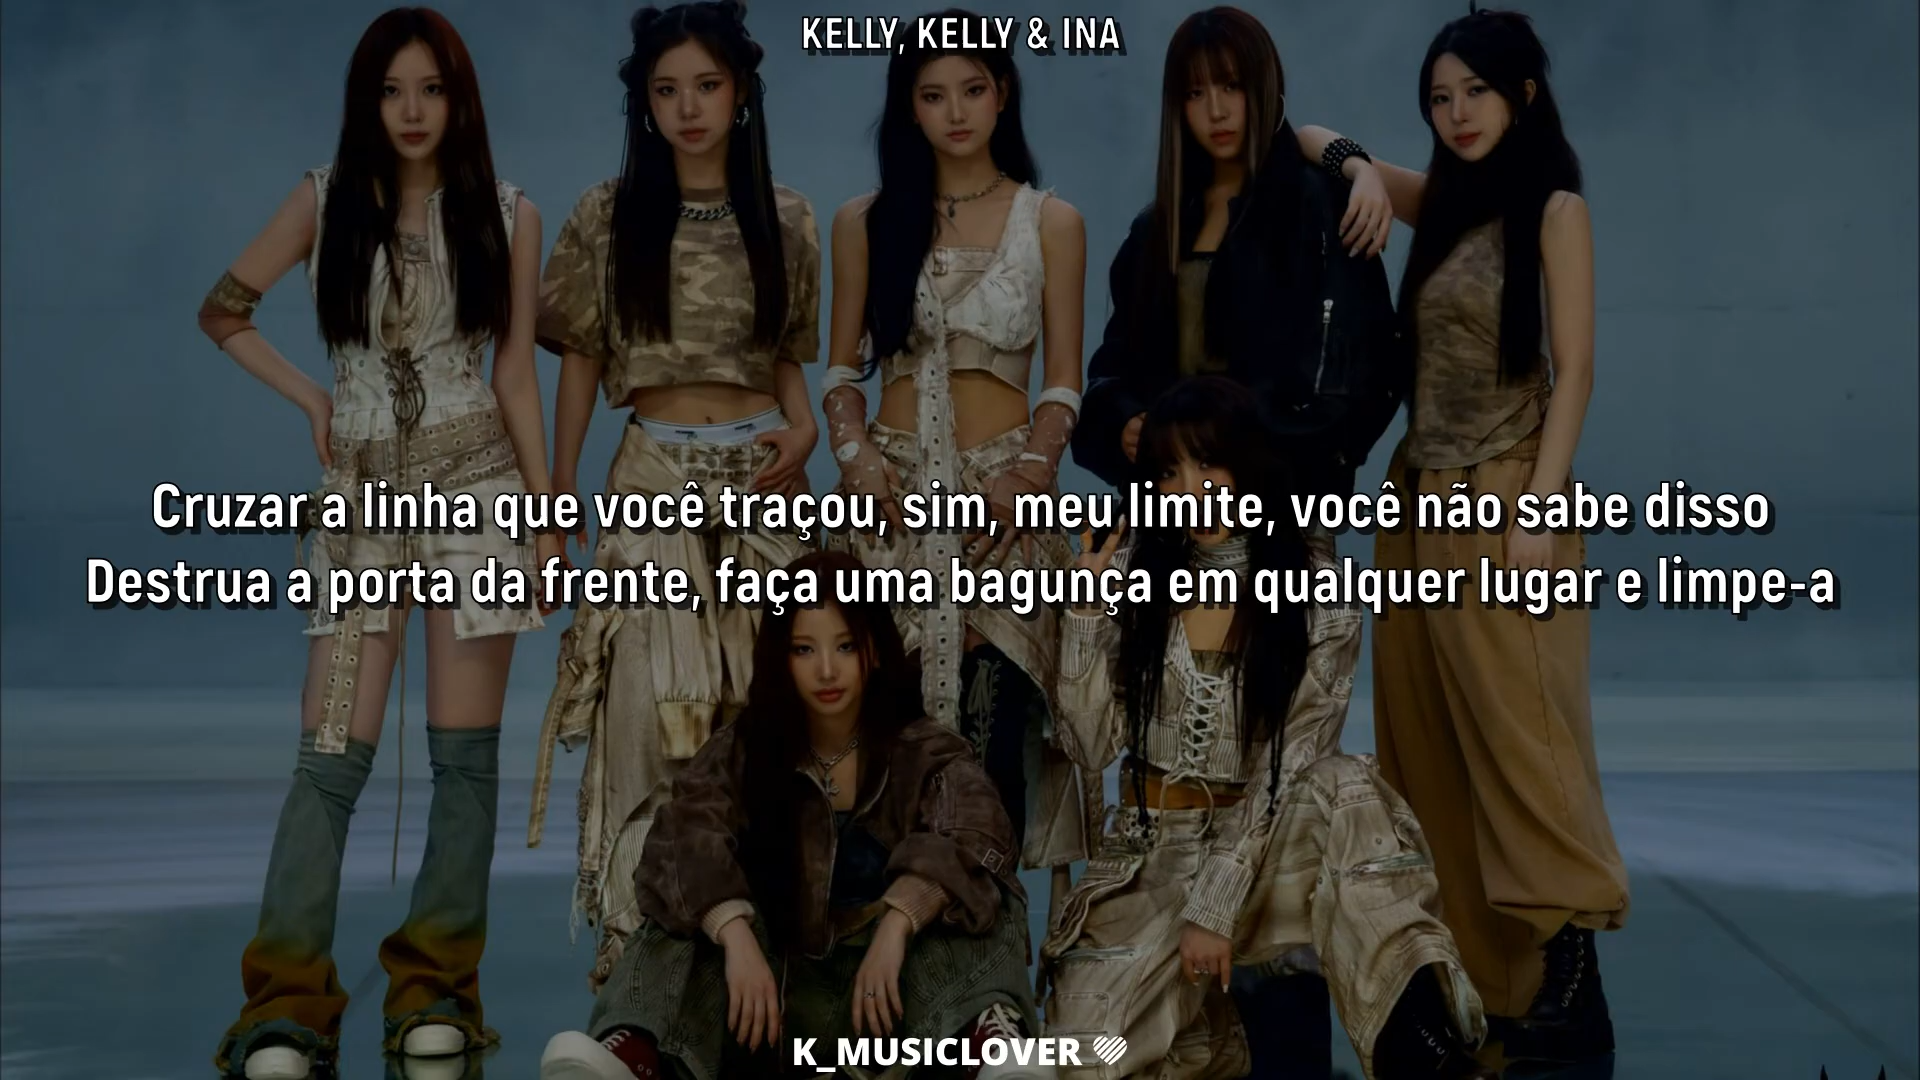 KELLY, KELLY & INA
Cruzar a linha que você traçou, sim, meu limite, você não sabe disso
Destrua a porta da frente, faça uma bagunça em qualquer lugar e limpe-a
K_MUSICLOVER